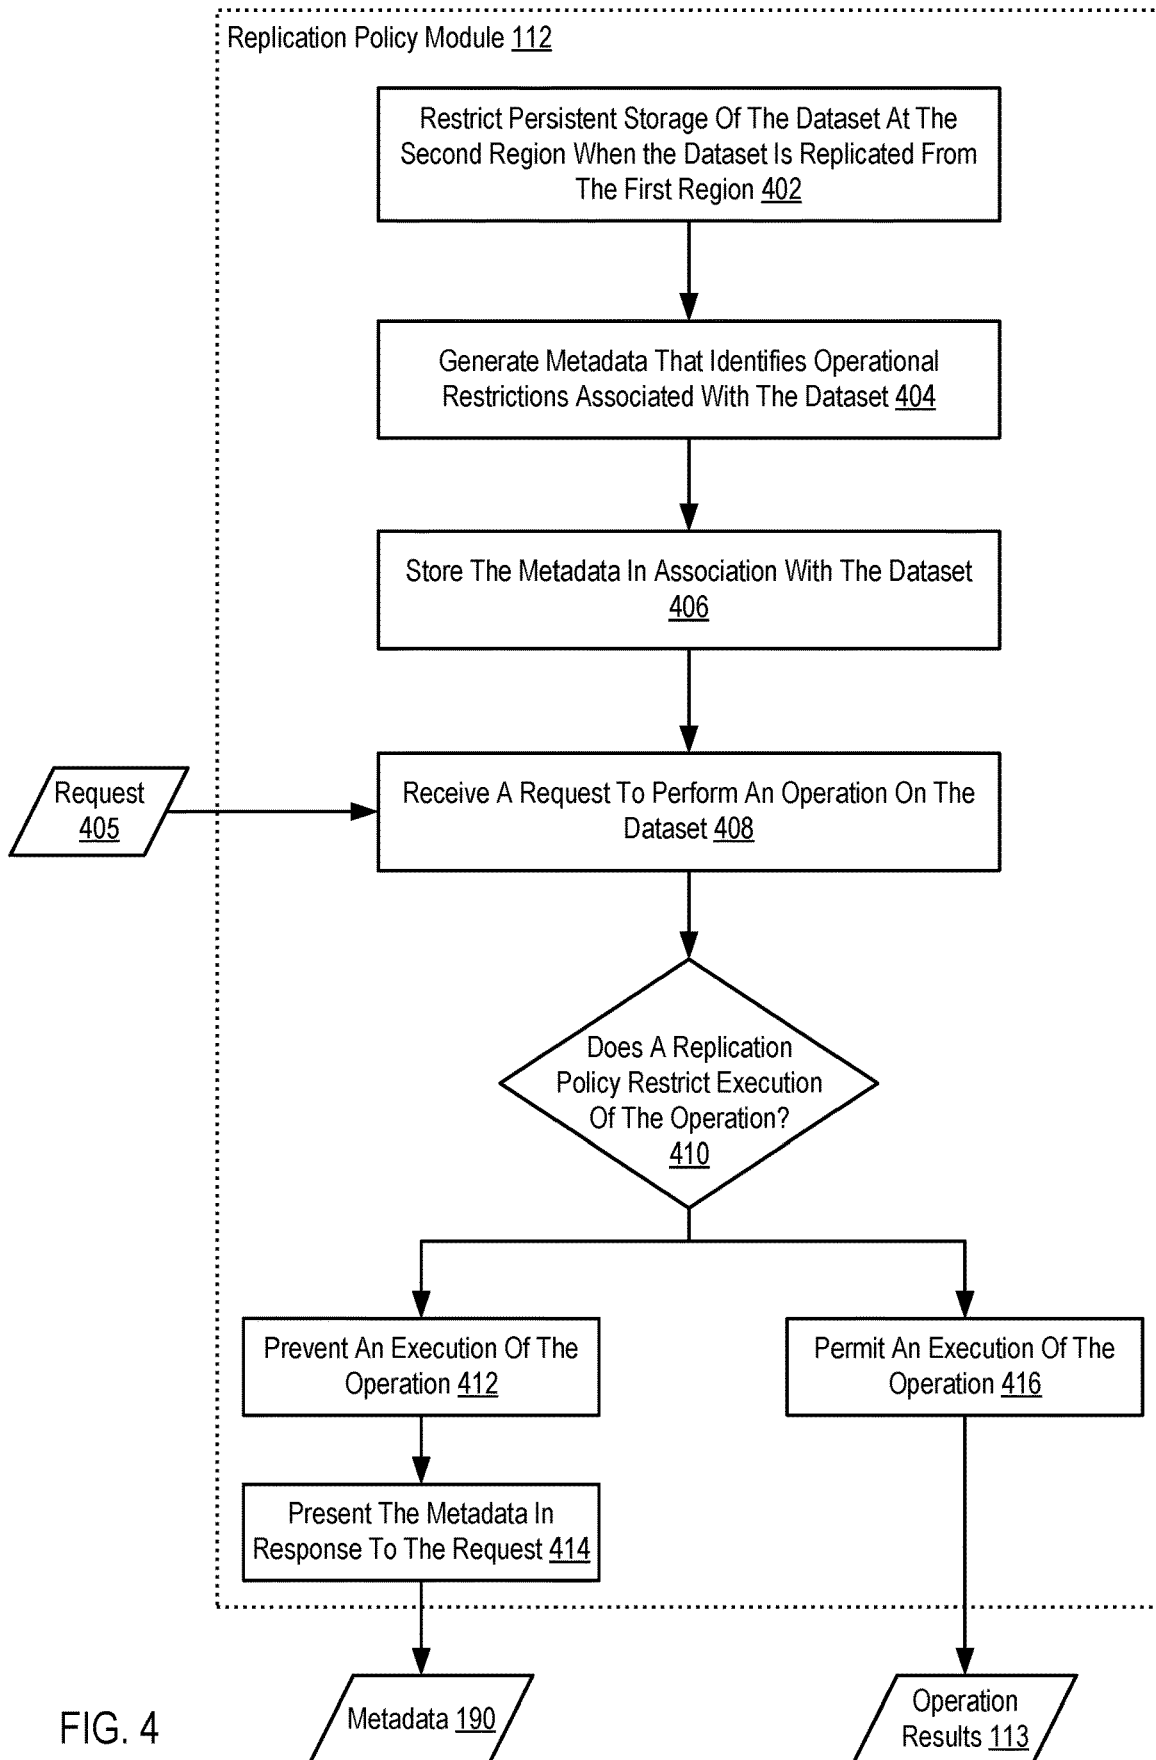 Replication Policy Module 112
Restrict Persistent Storage Of The Dataset At The
Second Region When the Dataset Is Replicated From
The First Region 402
Generate Metadata That Identifies Operational
Restrictions Associated With The Dataset 404
Store The Metadata In Association With The Dataset
406
Request
405
Receive A Request To Perform An Operation On The
Dataset 408
Does A Replication
Policy Restrict Execution
Of The Operation?
410
Prevent An Execution Of The
Operation 412
Permit An Execution Of The
Operation 416
Present The Metadata In
Response To The Request 414
Metadata 190
Operation
Results 113
FIG. 4